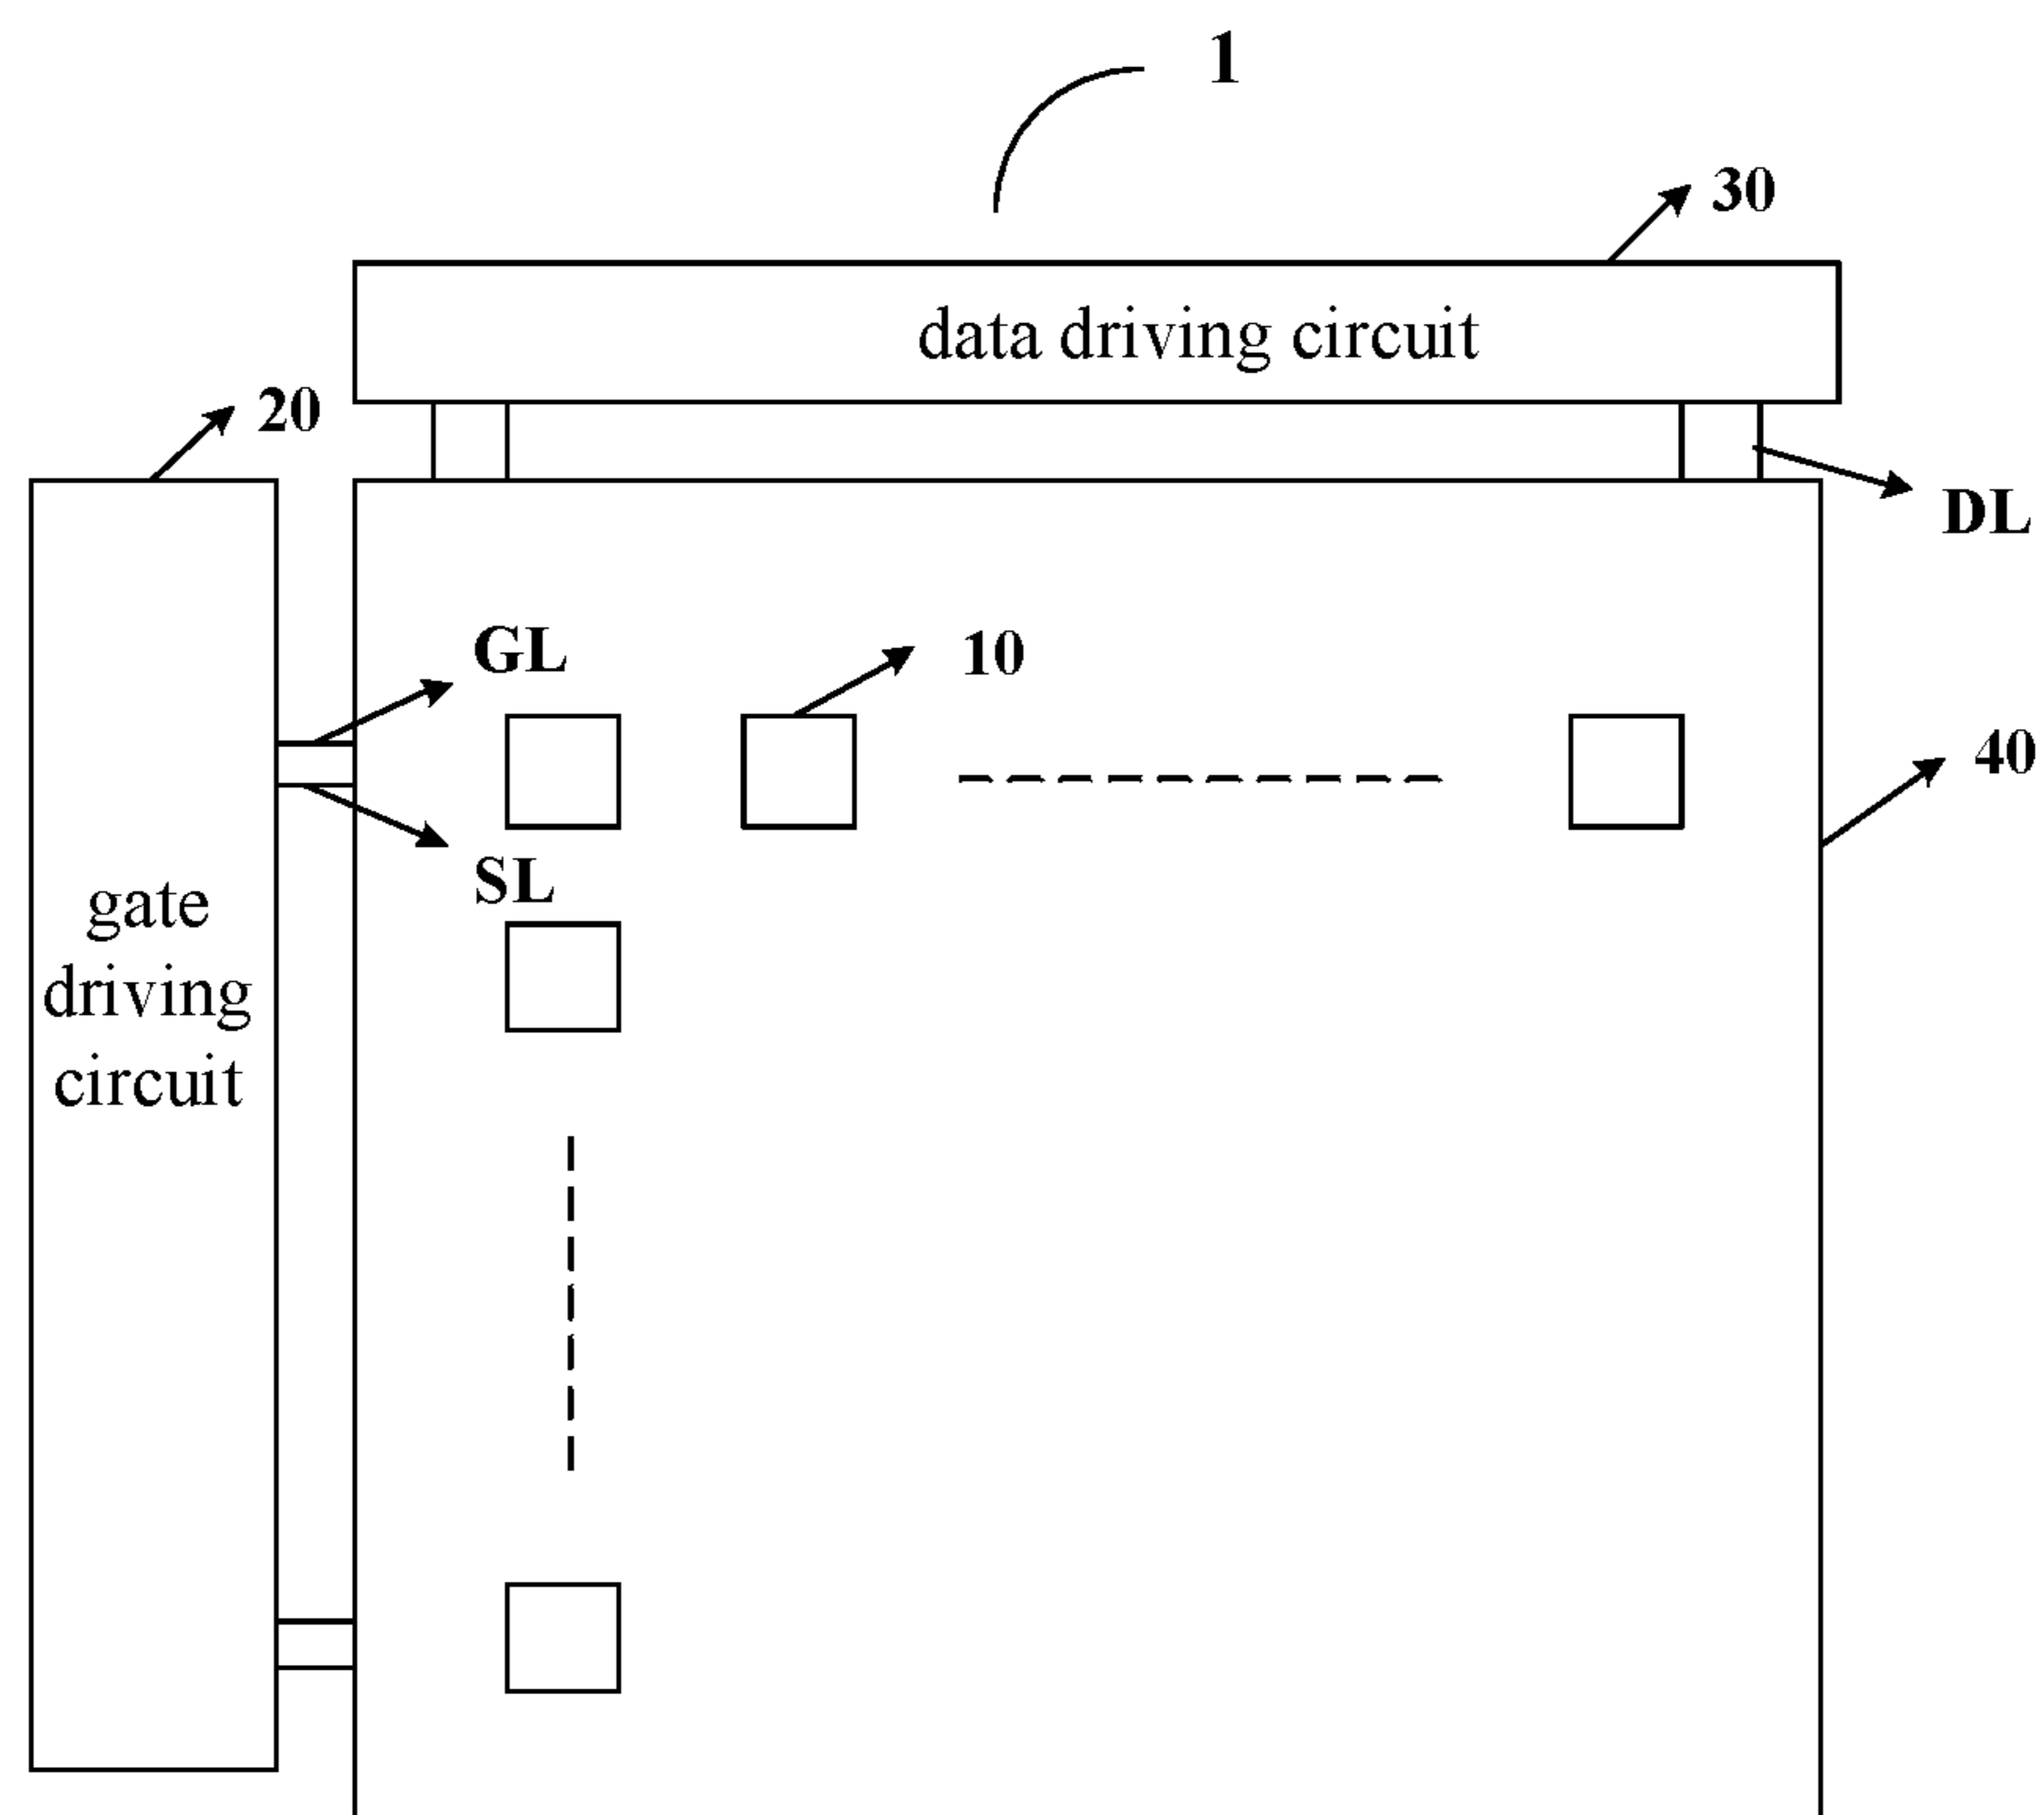 1
30
data driving circuit
20
DL
GL
10
40
SL
gate
driving
circuit